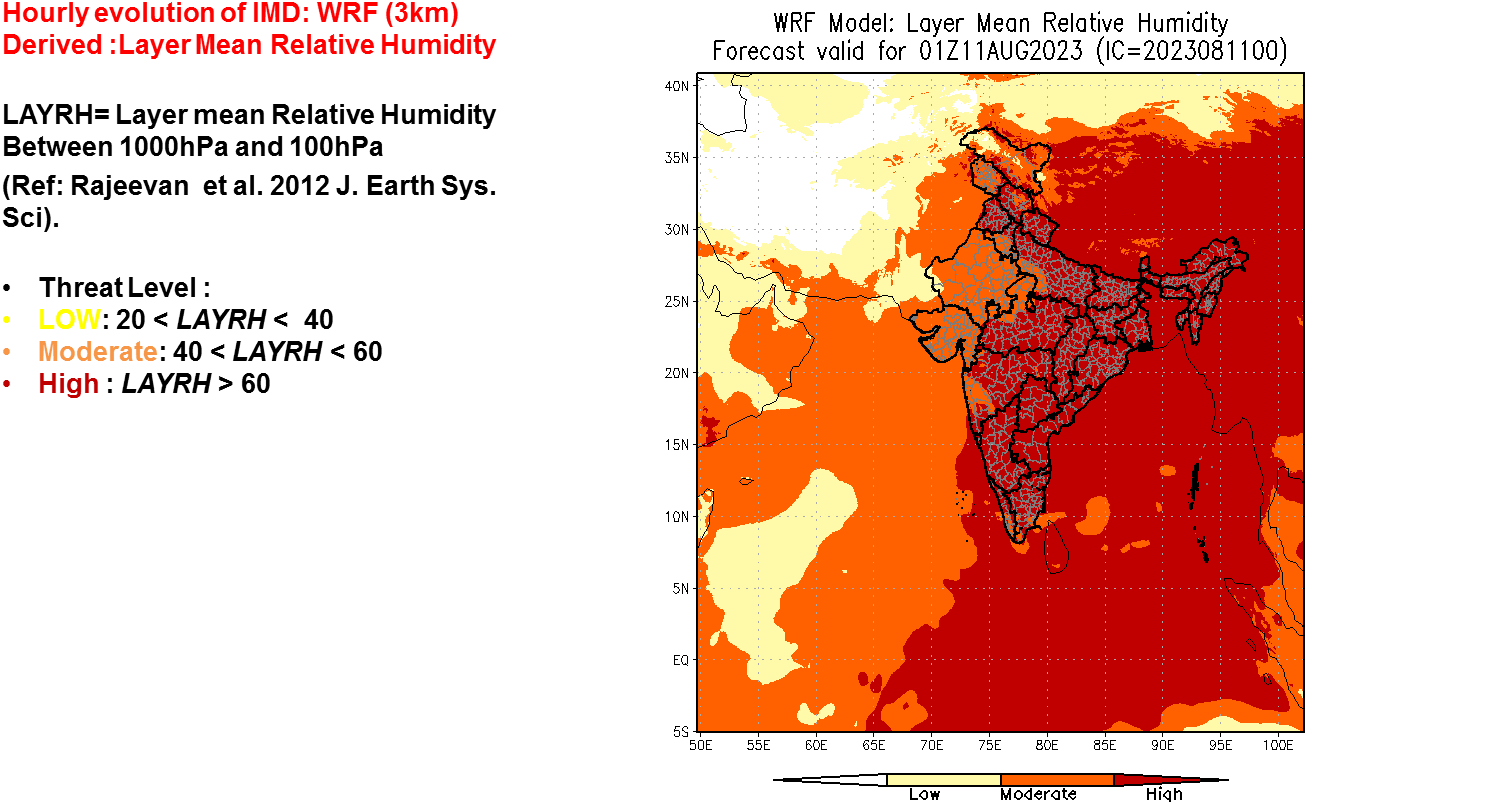 Hourly evolution of IMD: WRF (3km)
Derived :Layer Mean Relative Humidity
LAYRH= Layer mean Relative Humidity
Between 1000hPa and 100hPa
(Ref: Rajeevan et al. 2012 J. Earth Sys.
Sci).
• Threat Level :
• LOW: 20 < LAYRH < 40
• Moderate: 40 < LAYRH < 60
• High : LAYRH > 60
WRF Model: Layer Mean Relative Humidity
Forecast valid for 01Z11AUG2023 (IC=2023081100)
40N
35N
30N
25N
20N
15N
10N
5N
EQ
5S
50E 55E 60E 65E 70E 75E 80E 85E 90E 95E 100E
Low Moderate High